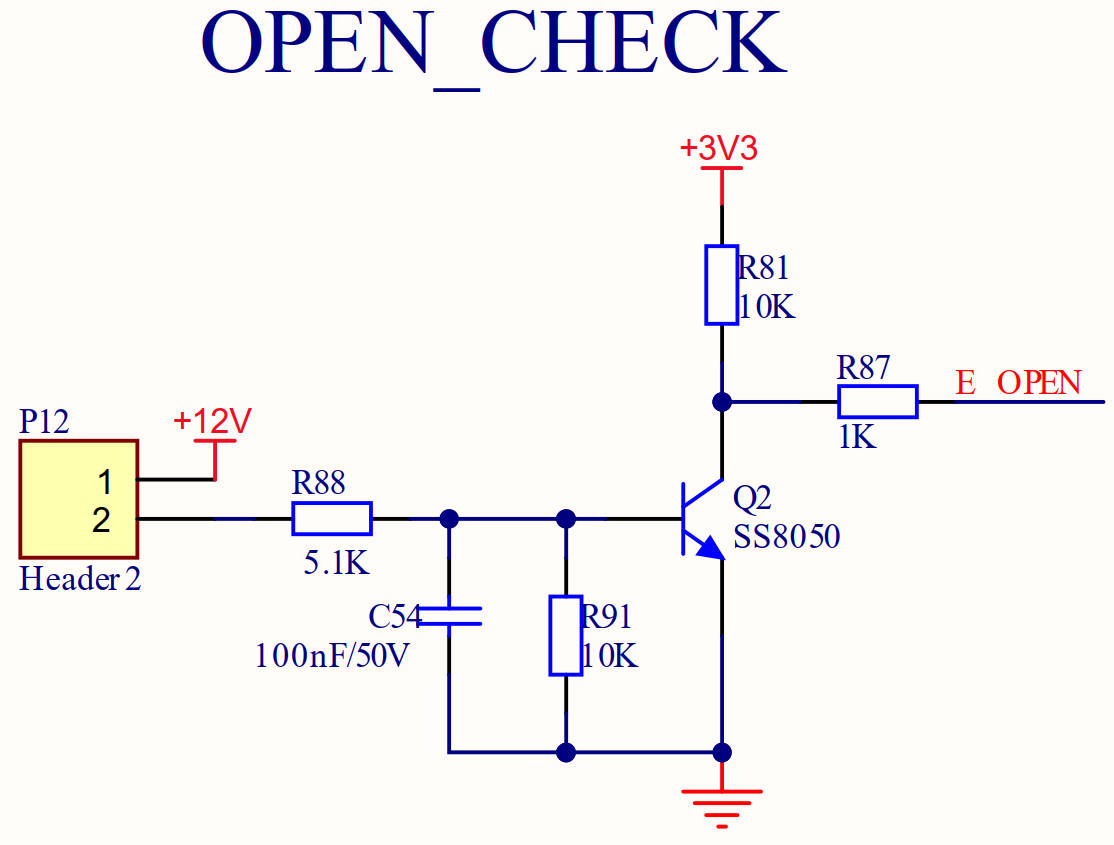 OPEN_CHECK
+3V3
R81
10K
R87
E OPEN
1K
P12
+12V
1
2
Header 2
R88
5.1K
Q2
SS8050
C54
100nF/50V
R91
10K